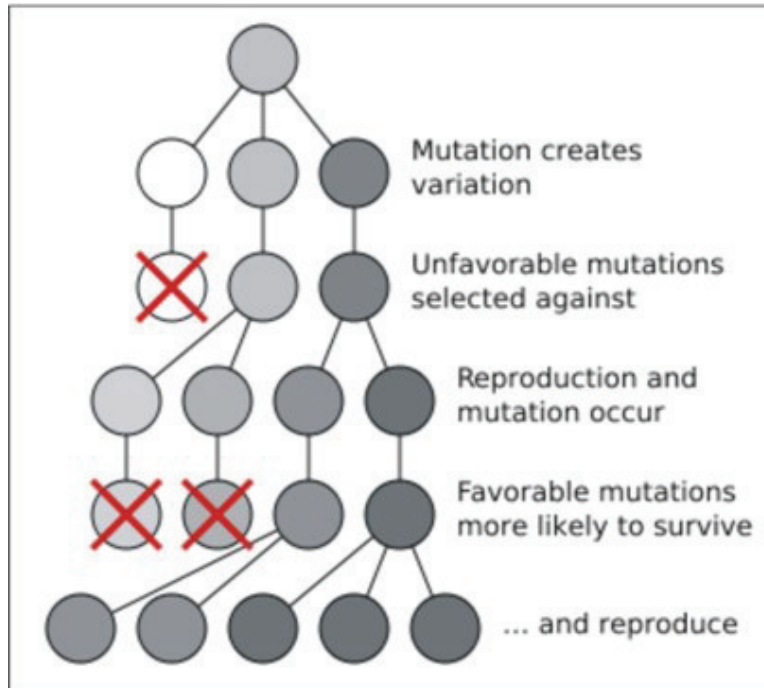 Mutation creates
variation
Unfavorable mutations
selected against
Reproduction and
mutation occur
Favorable mutations
more likely to survive
... and reproduce